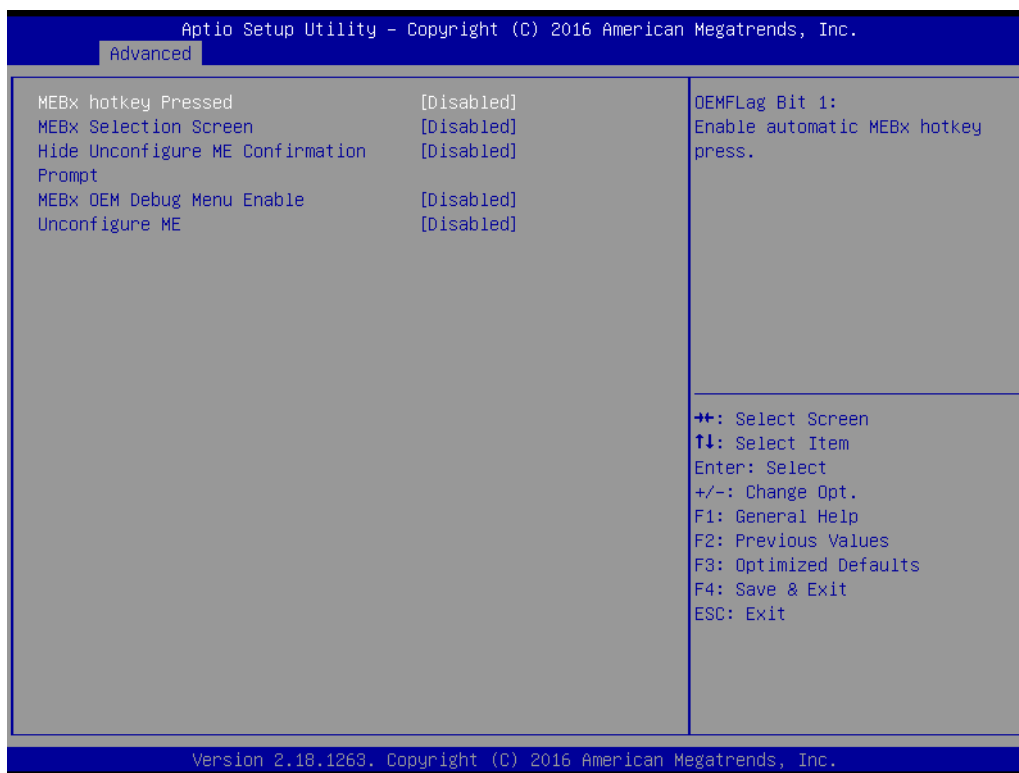 Aptio Setup Utility – Copyright (C) 2016 American Megatrends, Inc.
Advanced
MEBx hotkey Pressed [Disabled]
MEBx Selection Screen [Disabled]
Hide Unconfigure ME Confirmation [Disabled]
Prompt
MEBx OEM Debug Menu Enable [Disabled]
Unconfigure ME [Disabled]
OEMFLag Bit 1:
Enable automatic MEBx hotkey
press.
→←: Select Screen
↑↓: Select Item
Enter: Select
+/-: Change Opt.
F1: General Help
F2: Previous Values
F3: Optimized Defaults
F4: Save & Exit
ESC: Exit
Version 2.18.1263. Copyright (C) 2016 American Megatrends, Inc.